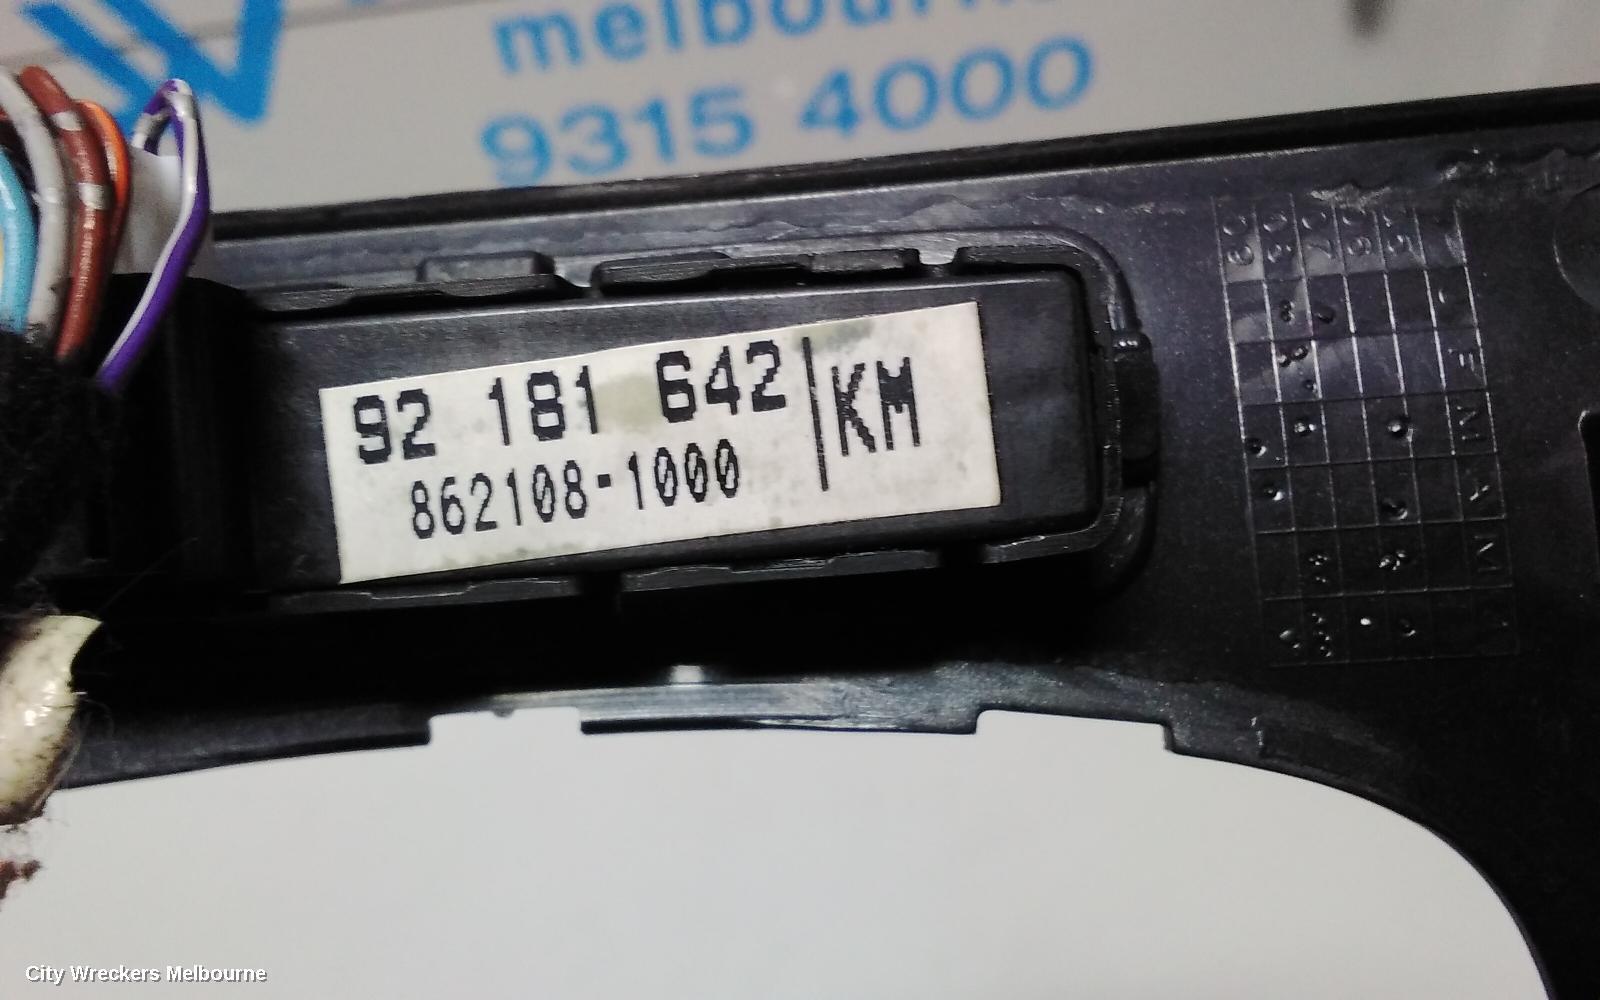 melbourne
9315 4000
92 181 642 KM
862108-1000
City Wreckers Melbourne